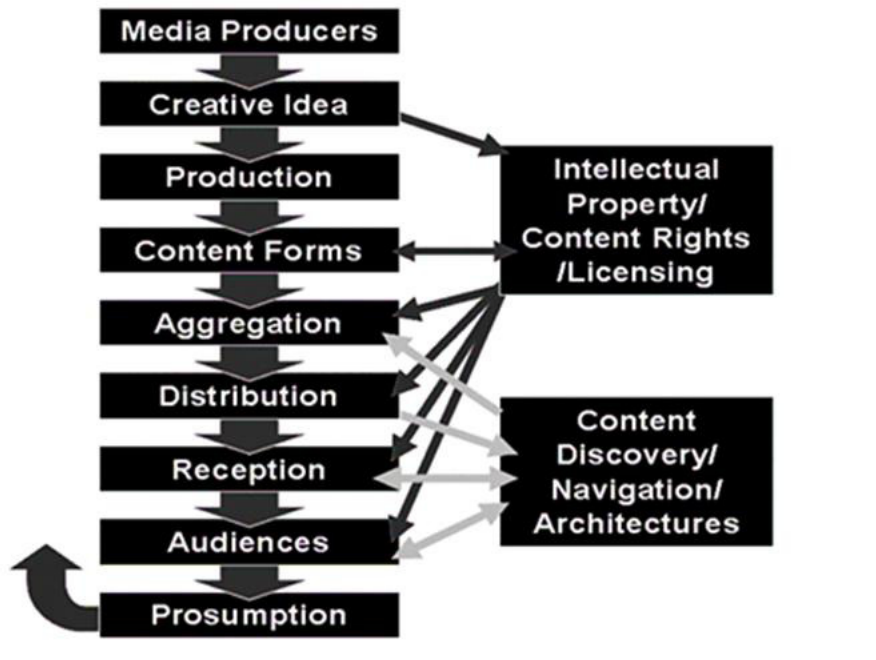 Media Producers
Creative Idea
Production
Content Forms
Aggregation
Distribution
Reception
Audiences
Prosumption
Intellectual
Property/
Content Rights
/Licensing
Content
Discovery/
Navigation/
Architectures